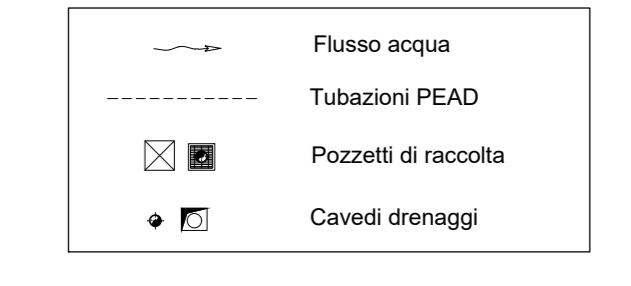 Flusso acqua
Tubazioni PEAD
Pozzetti di raccolta
Cavedi drenaggi